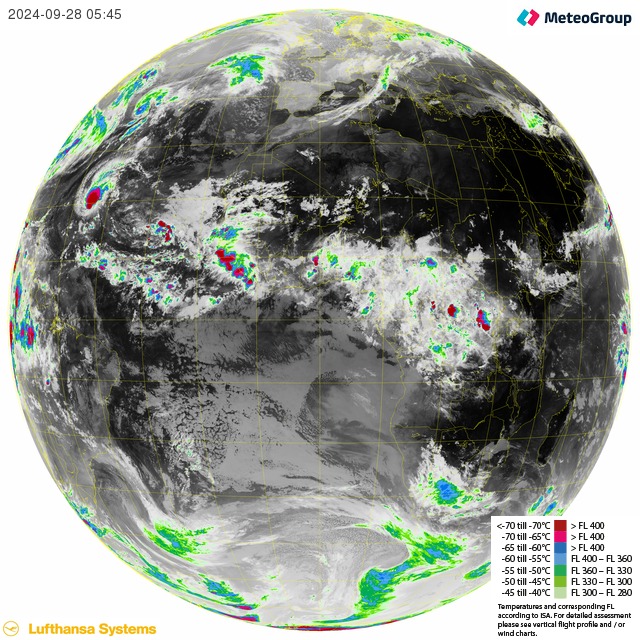 2024-09-28 05:45
MeteoGroup
<-70 till -70°C > FL 400
-70 till -65°C > FL 400
-65 till -60°C > FL 400
-60 till -55°C FL 400 – FL 360
-55 till -50°C FL 360 – FL 330
-50 till -45°C FL 330 – FL 300
-45 till -40°C FL 300 – FL 280
Temperatures and corresponding FL
according to ISA. For detailed assessment
please see vertical flight profile and / or
wind charts.
Lufthansa Systems